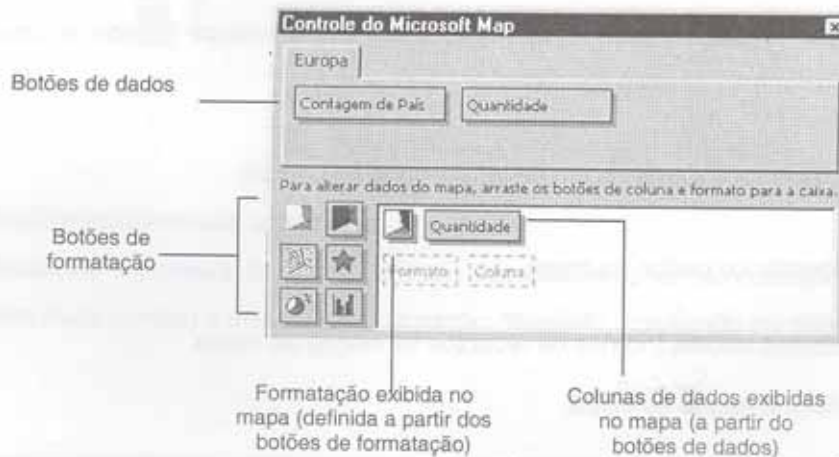 Controle do Microsoft Map
Europa
Botões de dados
Contagem de País
Quantidade
Para alterar dados do mapa, arraste os botões de coluna e formato para a caixa.
Botões de
formatação
Quantidade
Formato
Coluna
Formatação exibida no
mapa (definida a partir dos
botões de formatação)
Colunas de dados exibidas
no mapa (a partir do
botões de dados)